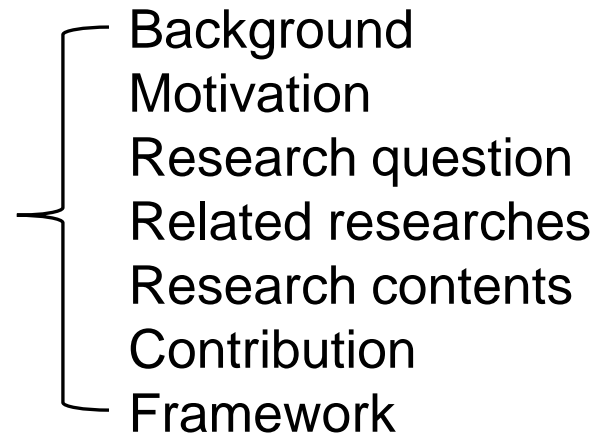 Background
Motivation
Research question
Related researches
Research contents
Contribution
Framework